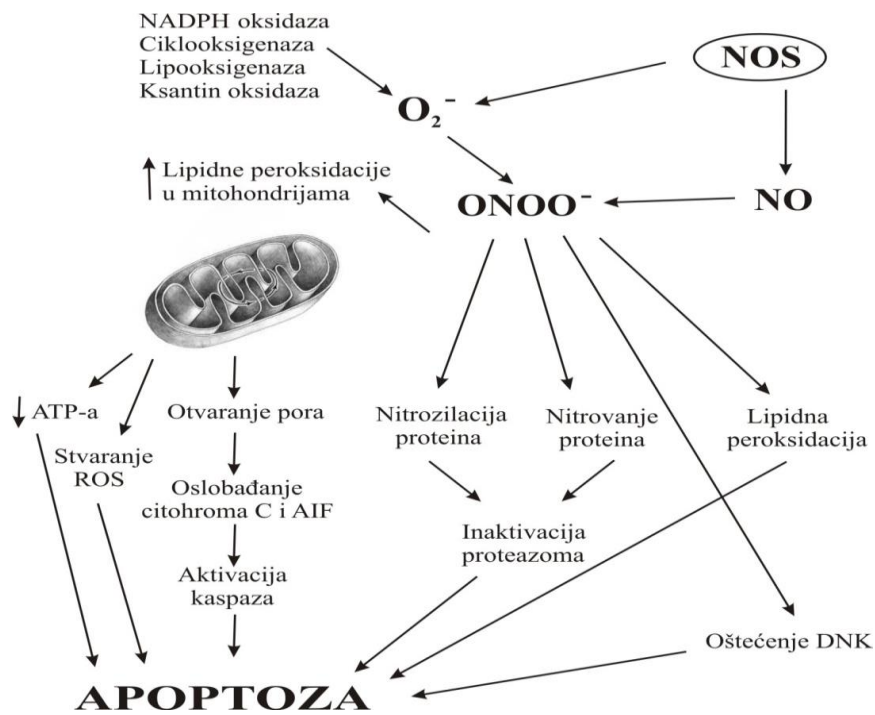 NADPH oksidaza
Ciklooksigenaza
Lipooksigenaza
Ksantin oksidaza
NOS
O₂⁻
Lipidne peroksidacije
u mitohondrijama
ONOO⁻
NO
ATP-a
Otvaranje pora
Nitrozilacija
proteina
Nitrovanje
proteina
Lipidna
peroksidacija
Stvaranje
ROS
Oslobađanje
citohroma C i AIF
Inaktivacija
proteazoma
Aktivacija
kaspaza
Oštećenje DNK
APOPTOZA